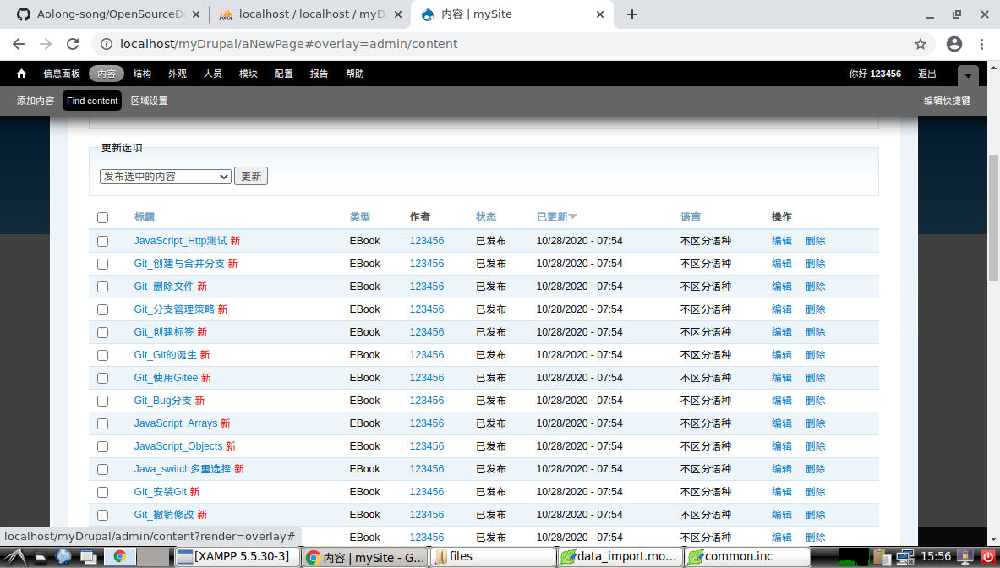 Aolong-song/OpenSourceD
localhost / localhost / myD
内容 | mySite
localhost/myDrupal/aNewPage#overlay=admin/content
信息面板 内容 结构 外观 人员 模块 配置 报告 帮助 你好 123456 退出
添加内容 Find content 区域设置 编辑快捷键
更新选项
发布选中的内容 更新
标题 类型 作者 状态 已更新 语言 操作
JavaScript_Http测试 新 EBook 123456 已发布 10/28/2020 - 07:54 不区分语种 编辑 删除
Git_创建与合并分支 新 EBook 123456 已发布 10/28/2020 - 07:54 不区分语种 编辑 删除
Git_删除文件 新 EBook 123456 已发布 10/28/2020 - 07:54 不区分语种 编辑 删除
Git_分支管理策略 新 EBook 123456 已发布 10/28/2020 - 07:54 不区分语种 编辑 删除
Git_创建标签 新 EBook 123456 已发布 10/28/2020 - 07:54 不区分语种 编辑 删除
Git_Git的诞生 新 EBook 123456 已发布 10/28/2020 - 07:54 不区分语种 编辑 删除
Git_使用Gitee 新 EBook 123456 已发布 10/28/2020 - 07:54 不区分语种 编辑 删除
Git_Bug分支 新 EBook 123456 已发布 10/28/2020 - 07:54 不区分语种 编辑 删除
JavaScript_Arrays 新 EBook 123456 已发布 10/28/2020 - 07:54 不区分语种 编辑 删除
JavaScript_Objects 新 EBook 123456 已发布 10/28/2020 - 07:54 不区分语种 编辑 删除
Java_switch多重选择 新 EBook 123456 已发布 10/28/2020 - 07:54 不区分语种 编辑 删除
Git_安装Git 新 EBook 123456 已发布 10/28/2020 - 07:54 不区分语种 编辑 删除
Git_撤销修改 新 EBook 123456 已发布 10/28/2020 - 07:54 不区分语种 编辑 删除
EBook 123456 已发布 10/28/2020 - 07:54 不区分语种 编辑 删除
localhost/myDrupal/admin/content?render=overlay#
[XAMPP 5.5.30-3] 内容 | mySite - G... files data_import.mo... common.inc 15:56